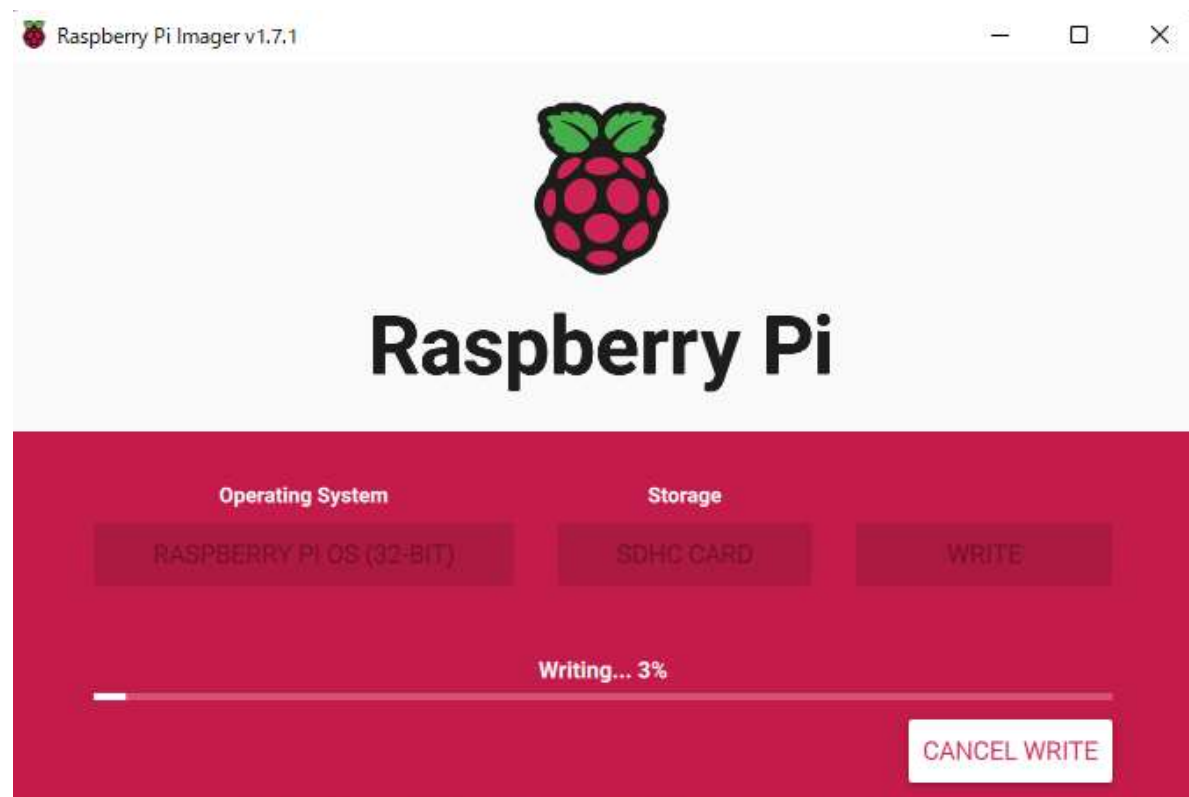 Raspberry Pi Imager v1.7.1
Raspberry Pi
Operating System
Storage
RASPBERRY PI OS (32-BIT)
SDHC CARD
WRITE
Writing... 3%
CANCEL WRITE